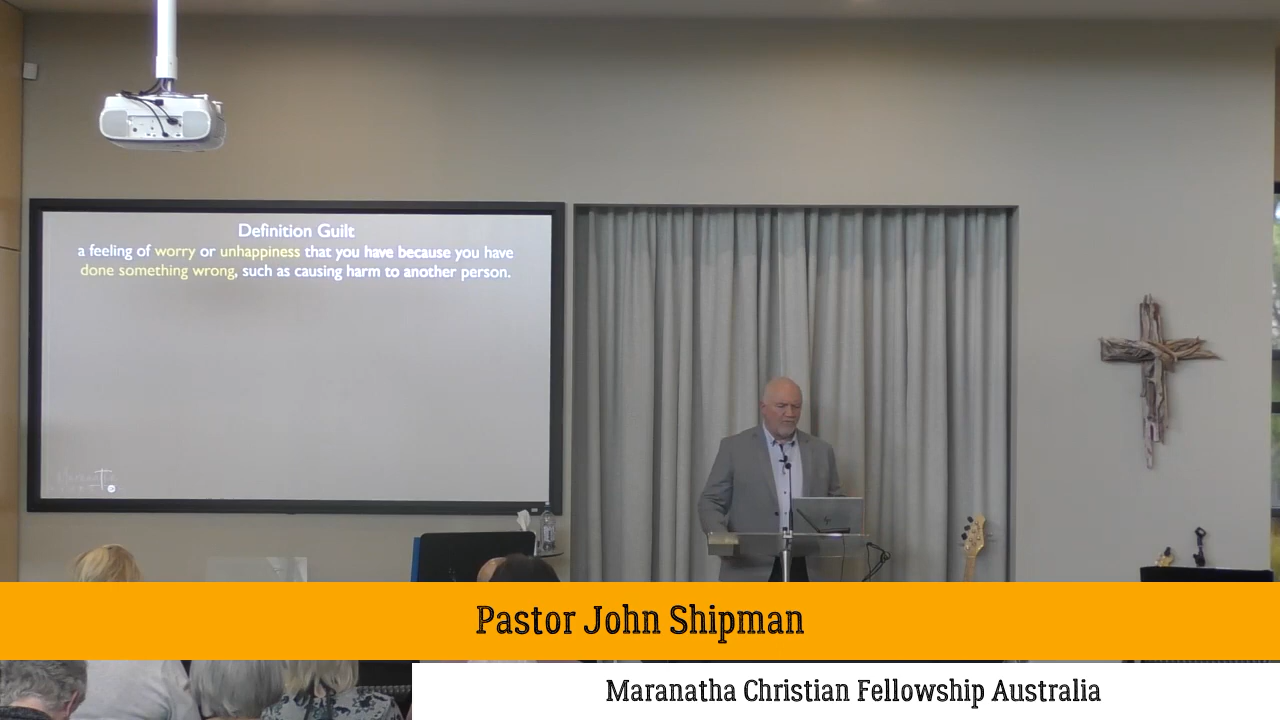 Definition Guilt
a feeling of worry or unhappiness that you have because you have
done something wrong, such as causing harm to another person.
Pastor John Shipman
Maranatha Christian Fellowship Australia